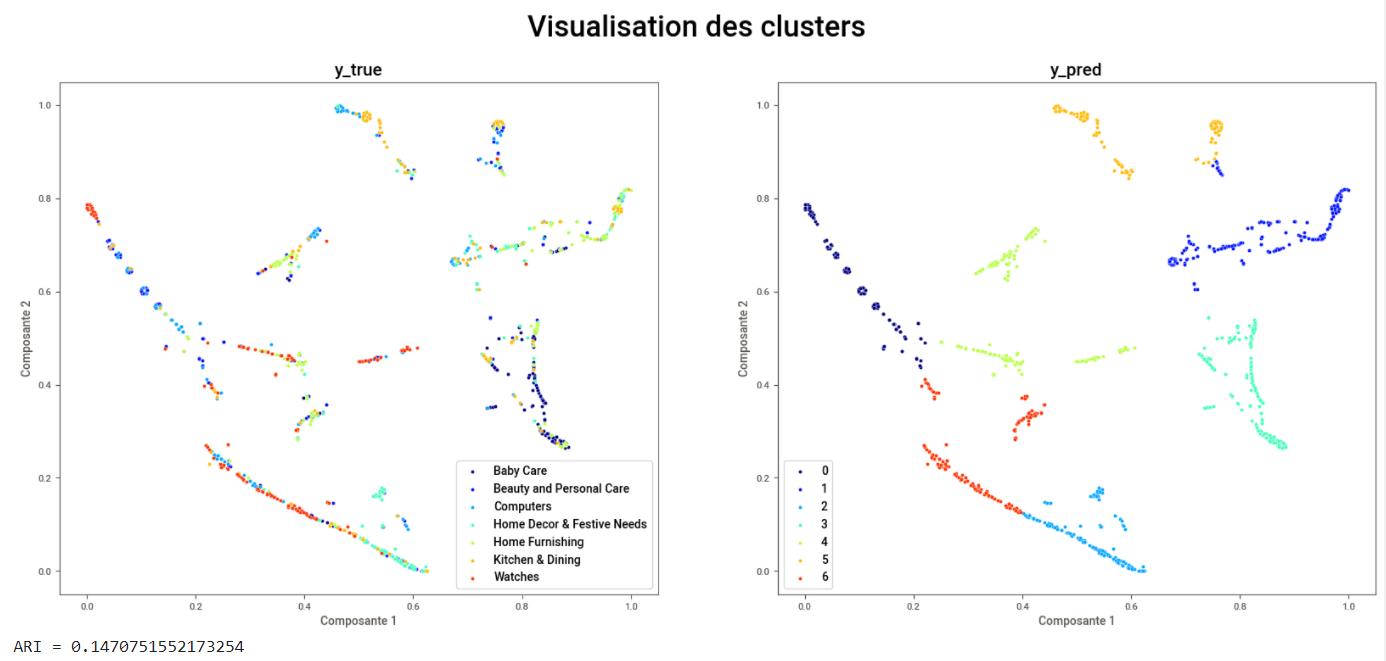 Visualisation des clusters
y_true
1.0
0.8
0.6
0.4
0.2
0.0
Composante 2
0.0 0.2 0.4 0.6 0.8 1.0
Composante 1
Baby Care
Beauty and Personal Care
Computers
Home Decor & Festive Needs
Home Furnishing
Kitchen & Dining
Watches
y_pred
1.0
0.8
0.6
0.4
0.2
0.0
Composante 2
0.0 0.2 0.4 0.6 0.8 1.0
Composante 1
0
1
2
3
4
5
6
ARI = 0.1470751552173254